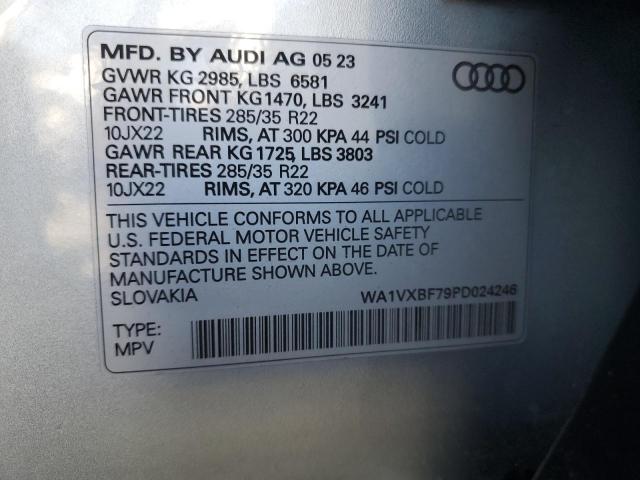 MFD. BY AUDI AG 05 23
GVWR KG 2985, LBS 6581
GAWR FRONT KG1470, LBS 3241
FRONT-TIRES 285/35 R22
10JX22 RIMS, AT 300 KPA 44 PSI COLD
GAWR REAR KG 1725, LBS 3803
REAR-TIRES 285/35 R22
10JX22 RIMS, AT 320 KPA 46 PSI COLD
THIS VEHICLE CONFORMS TO ALL APPLICABLE
U.S. FEDERAL MOTOR VEHICLE SAFETY
STANDARDS IN EFFECT ON THE DATE OF
MANUFACTURE SHOWN ABOVE.
SLOVAKIA WA1VXBF79PD024246
TYPE:
MPV